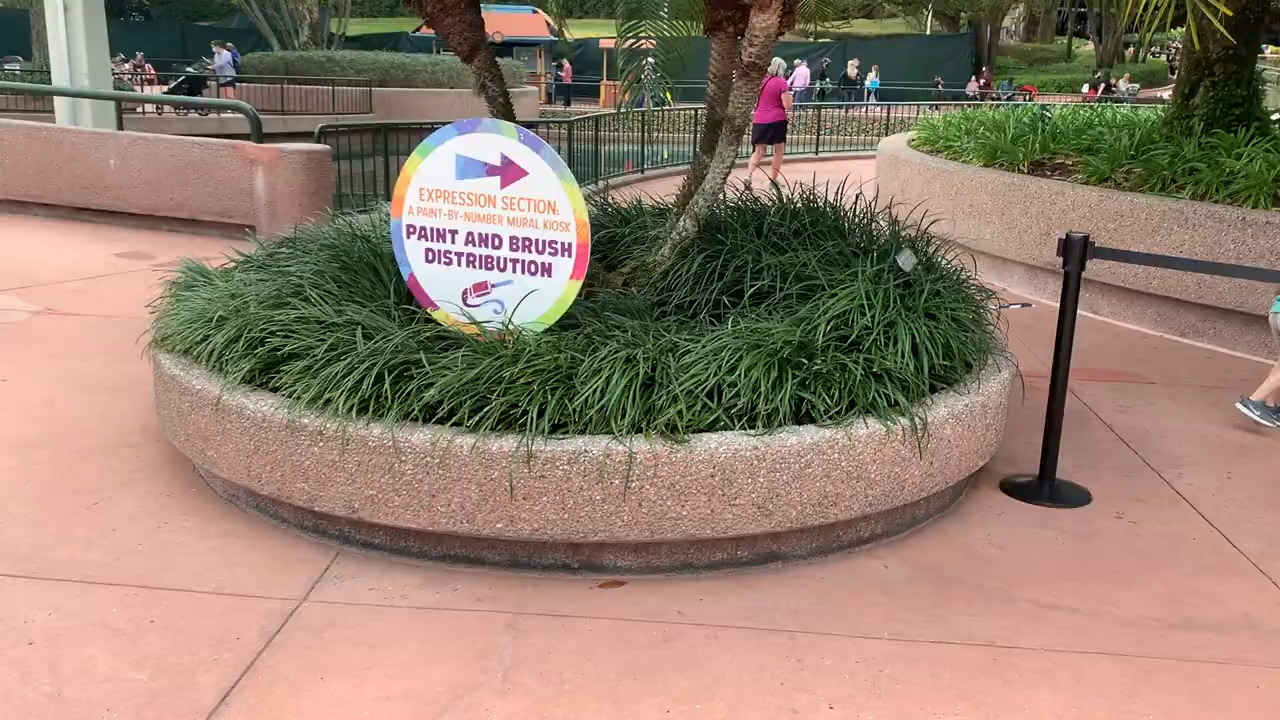 EXPRESSION SECTION:
A PAINT-BY-NUMBER MURAL KIOSK
PAINT AND BRUSH
DISTRIBUTION